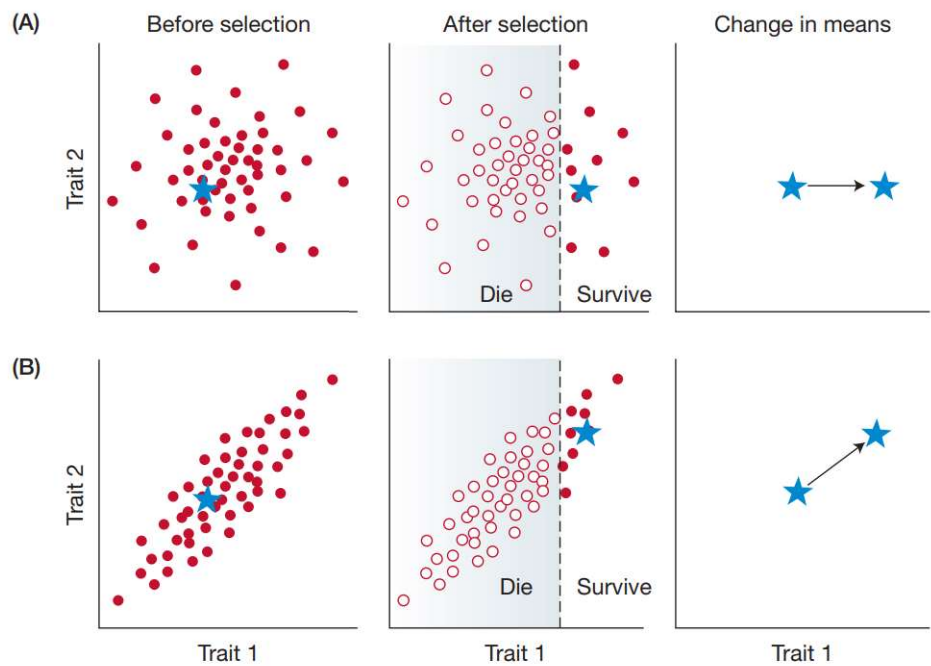 (A)
Before selection
After selection
Change in means
Trait 2
Die
Survive
(B)
Trait 2
Die
Survive
Trait 1
Trait 1
Trait 1